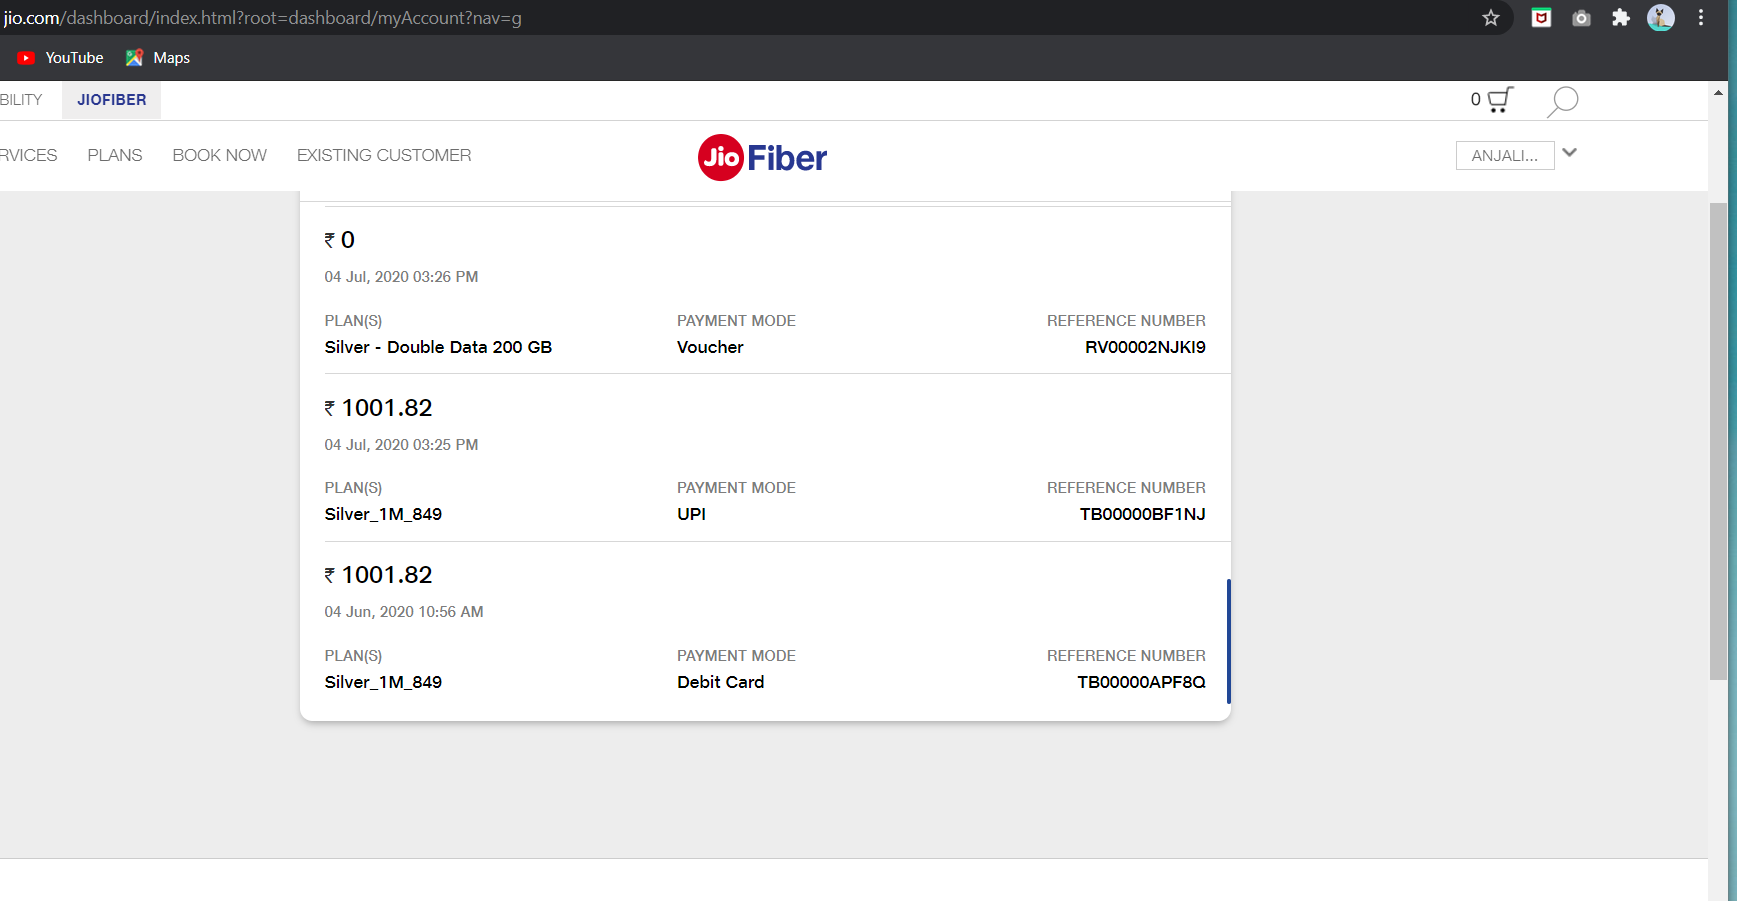 jio.com/dashboard/index.html?root=dashboard/myAccount?nav=g
YouTube Maps
BILITY JIOFIBER 0
RVICES PLANS BOOK NOW EXISTING CUSTOMER Jio Fiber ANJALI...
₹ 0
04 Jul, 2020 03:26 PM
PLAN(S) PAYMENT MODE REFERENCE NUMBER
Silver - Double Data 200 GB Voucher RV00002NJKI9
₹ 1001.82
04 Jul, 2020 03:25 PM
PLAN(S) PAYMENT MODE REFERENCE NUMBER
Silver_1M_849 UPI TB00000BF1NJ
₹ 1001.82
04 Jun, 2020 10:56 AM
PLAN(S) PAYMENT MODE REFERENCE NUMBER
Silver_1M_849 Debit Card TB00000APF8Q